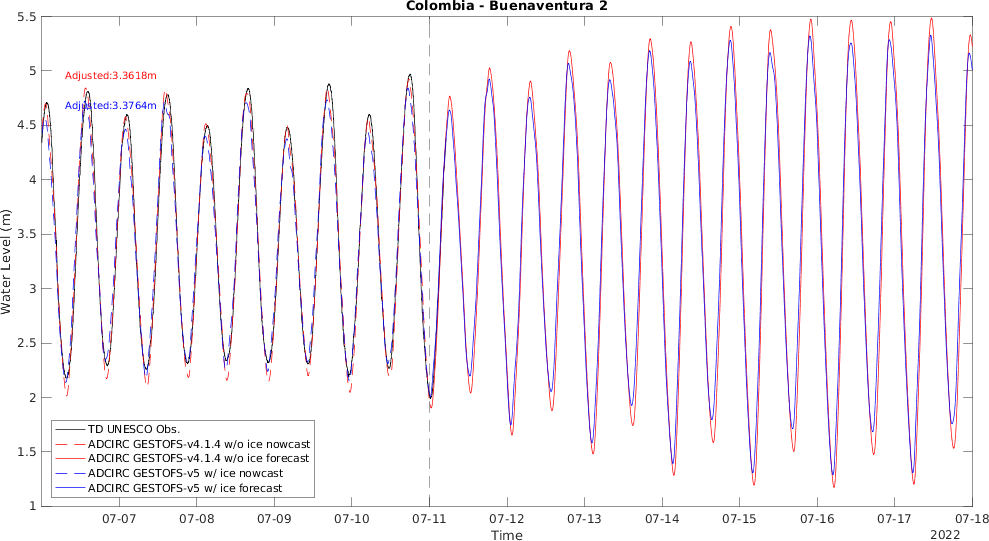 Colombia - Buenaventura 2
5.5
5
4.5
4
3.5
3
2.5
2
1.5
1
Water Level (m)
Adjusted:3.3618m
Adjusted:3.3764m
TD UNESCO Obs.
ADCIRC GESTOFS-v4.1.4 w/o ice nowcast
ADCIRC GESTOFS-v4.1.4 w/o ice forecast
ADCIRC GESTOFS-v5 w/ ice nowcast
ADCIRC GESTOFS-v5 w/ ice forecast
07-07 07-08 07-09 07-10 07-11 07-12 07-13 07-14 07-15 07-16 07-17 07-18
Time
2022